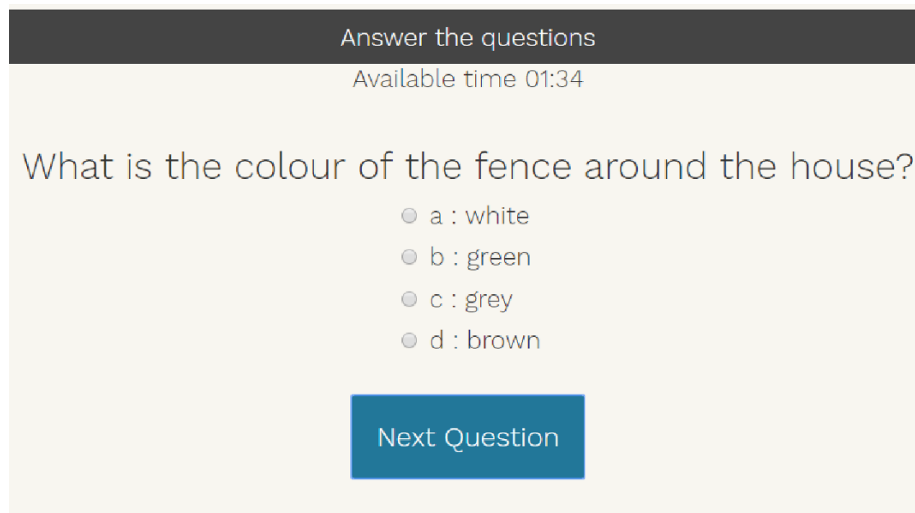 Answer the questions
Available time 01:34
What is the colour of the fence around the house?
a : white
b : green
c : grey
d : brown
Next Question